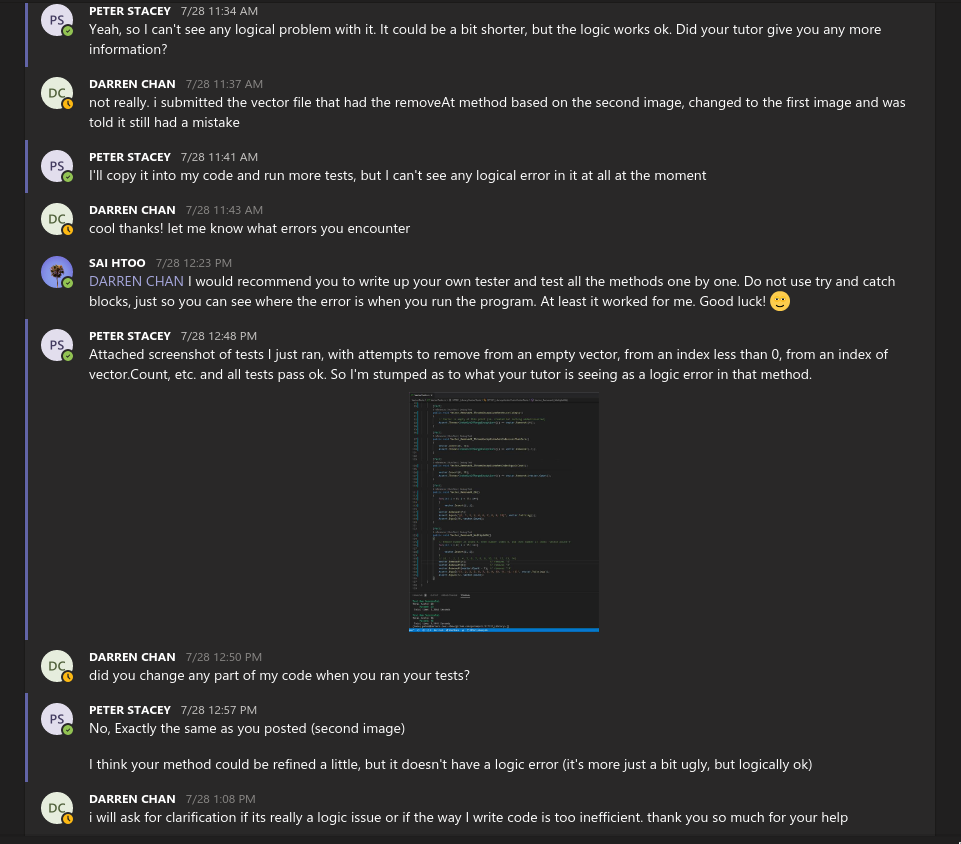 PS
PETER STACEY 7/28 11:34 AM
Yeah, so I can't see any logical problem with it. It could be a bit shorter, but the logic works ok. Did your tutor give you any more
information?
DC
DARREN CHAN 7/28 11:37 AM
not really. i submitted the vector file that had the removeAt method based on the second image, changed to the first image and was
told it still had a mistake
PS
PETER STACEY 7/28 11:41 AM
I'll copy it into my code and run more tests, but I can't see any logical error in it at all at the moment
DC
DARREN CHAN 7/28 11:43 AM
cool thanks! let me know what errors you encounter
SAI HTOO 7/28 12:23 PM
DARREN CHAN I would recommend you to write up your own tester and test all the methods one by one. Do not use try and catch
blocks, just so you can see where the error is when you run the program. At least it worked for me. Good luck!
PS
PETER STACEY 7/28 12:48 PM
Attached screenshot of tests I just ran, with attempts to remove from an empty vector, from an index less than 0, from an index of
vector.Count, etc. and all tests pass ok. So I'm stumped as to what your tutor is seeing as a logic error in that method.
DC
DARREN CHAN 7/28 12:50 PM
did you change any part of my code when you ran your tests?
PS
PETER STACEY 7/28 12:57 PM
No, Exactly the same as you posted (second image)
I think your method could be refined a little, but it doesn't have a logic error (it's more just a bit ugly, but logically ok)
DC
DARREN CHAN 7/28 1:08 PM
i will ask for clarification if its really a logic issue or if the way I write code is too inefficient. thank you so much for your help